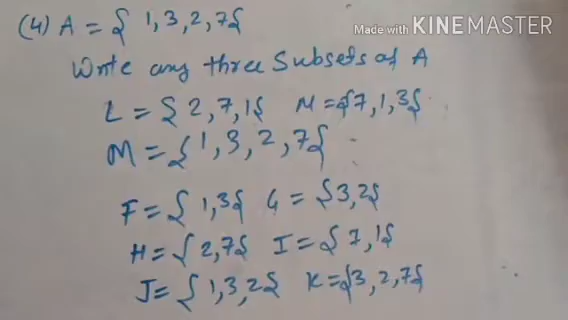 Made with KINEMASTER
(4) A = { 1, 3, 2, 7}
Write any three Subsets of A
L = { 2, 7, 1} M = {7, 1, 3}
M = { 1, 3, 2, 7}
F = { 1, 3} G = {3, 2}
H = { 2, 7} I = { 7, 1}
J = { 1, 3, 2} K = {3, 2, 7}